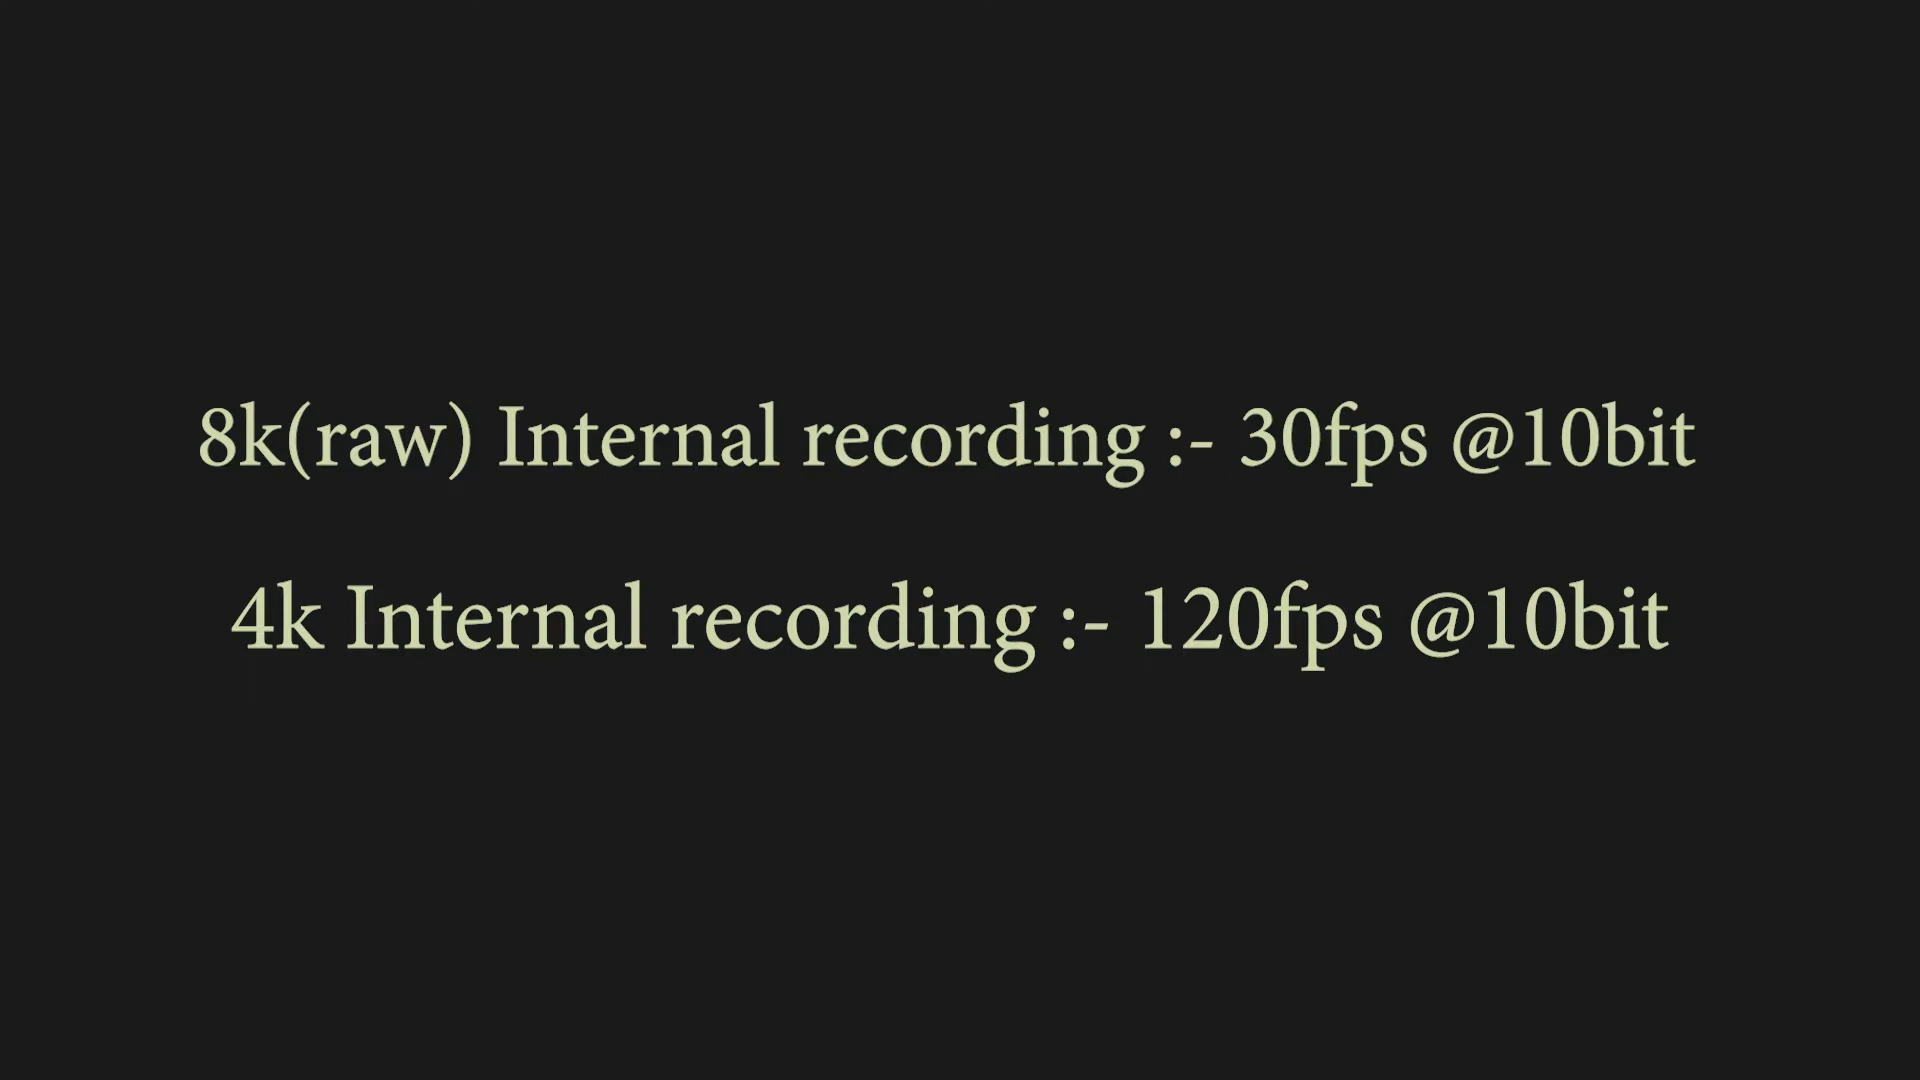 8k(raw) Internal recording :- 30fps @10bit
4k Internal recording :- 120fps @10bit